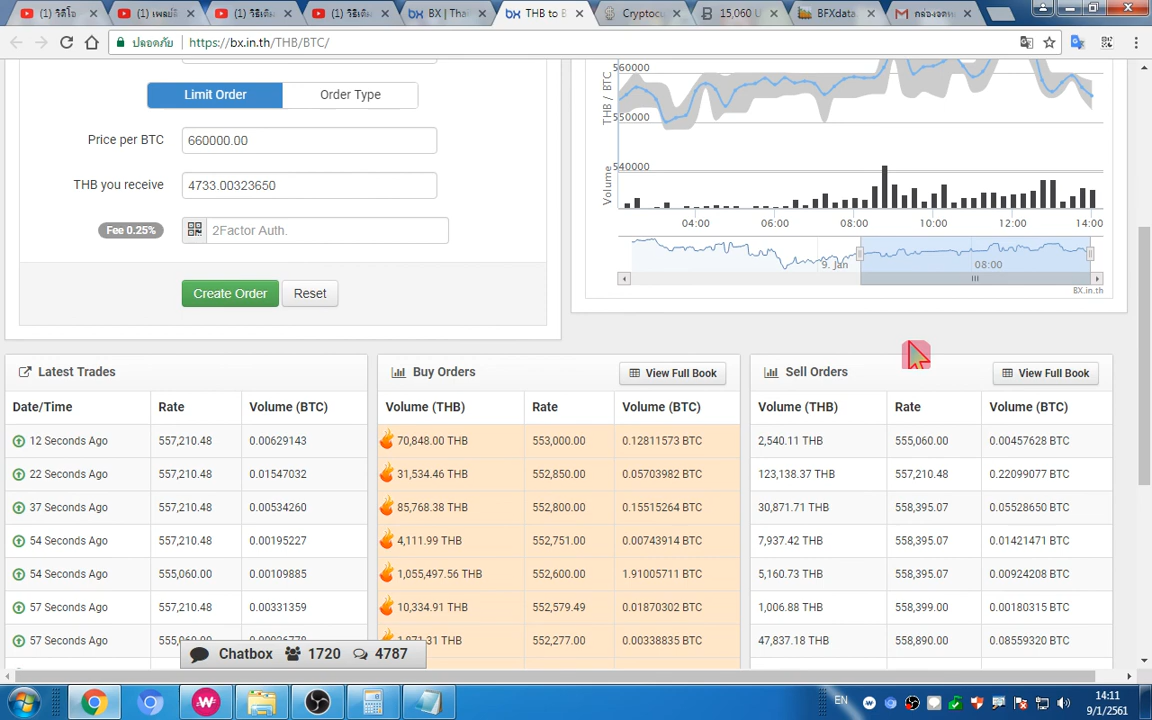 (1) วิดีโ
(1) เพลย์ลิ
(1) วิธีเติม
(1) วิธีเติ
BX | Thai
THB to B
Cryptocu
15,060 U
BFXdata
กล่องจดห
ปลอดภัย https://bx.in.th/THB/BTC/
Limit Order Order Type
Price per BTC 660000.00
THB you receive 4733.00323650
Fee 0.25% 2Factor Auth.
Create Order Reset
THB / BTC
560000
550000
540000
Volume
04:00 06:00 08:00 10:00 12:00 14:00
9. Jan 08:00
BX.in.th
Latest Trades
Date/Time Rate Volume (BTC)
12 Seconds Ago 557,210.48 0.00629143
22 Seconds Ago 557,210.48 0.01547032
37 Seconds Ago 557,210.48 0.00534260
54 Seconds Ago 557,210.48 0.00195227
54 Seconds Ago 555,060.00 0.00109885
57 Seconds Ago 557,210.48 0.00331359
57 Seconds Ago
Buy Orders View Full Book
Volume (THB) Rate Volume (BTC)
70,848.00 THB 553,000.00 0.12811573 BTC
31,534.46 THB 552,850.00 0.05703982 BTC
85,768.38 THB 552,800.00 0.15515264 BTC
4,111.99 THB 552,751.00 0.00743914 BTC
1,055,497.56 THB 552,600.00 1.91005711 BTC
10,334.91 THB 552,579.49 0.01870302 BTC
1,871.31 THB 552,277.00 0.00338835 BTC
Sell Orders View Full Book
Volume (THB) Rate Volume (BTC)
2,540.11 THB 555,060.00 0.00457628 BTC
123,138.37 THB 557,210.48 0.22099077 BTC
30,871.71 THB 558,395.07 0.05528650 BTC
7,937.42 THB 558,395.07 0.01421471 BTC
5,160.73 THB 558,395.07 0.00924208 BTC
1,006.88 THB 558,399.00 0.00180315 BTC
47,837.18 THB 558,890.00 0.08559320 BTC
Chatbox 1720 4787
EN
14:11
9/1/2561